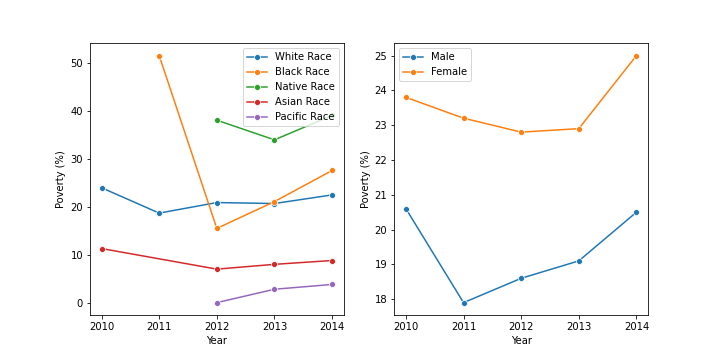 White Race
Black Race
Native Race
Asian Race
Pacific Race
50
40
30
20
10
0
Poverty (%)
2010 2011 2012 2013 2014
Year
Male
Female
25
24
23
22
21
20
19
18
Poverty (%)
2010 2011 2012 2013 2014
Year